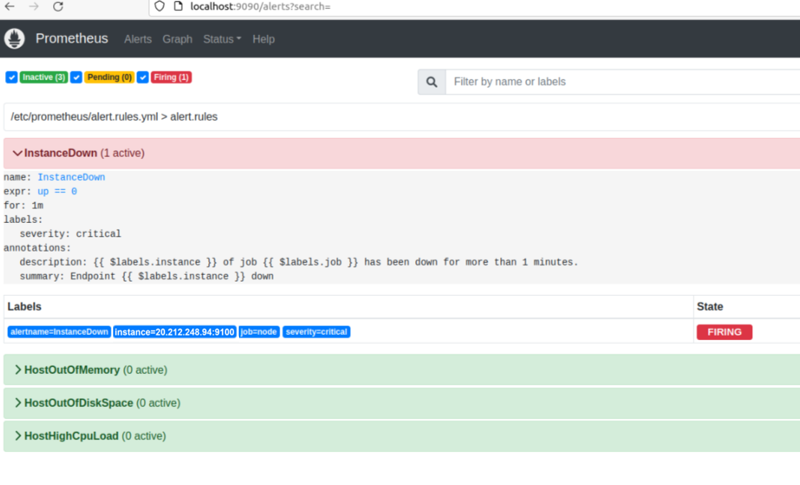 localhost:9090/alerts?search=
Prometheus Alerts Graph Status Help
Inactive (3) Pending (0) Firing (1) Filter by name or labels
/etc/prometheus/alert.rules.yml > alert.rules
InstanceDown (1 active)
name: InstanceDown
expr: up == 0
for: 1m
labels:
severity: critical
annotations:
description: {{ $labels.instance }} of job {{ $labels.job }} has been down for more than 1 minutes.
summary: Endpoint {{ $labels.instance }} down
Labels State
alertname=InstanceDown instance=20.212.248.94:9100 job=node severity=critical FIRING
HostOutOfMemory (0 active)
HostOutOfDiskSpace (0 active)
HostHighCpuLoad (0 active)